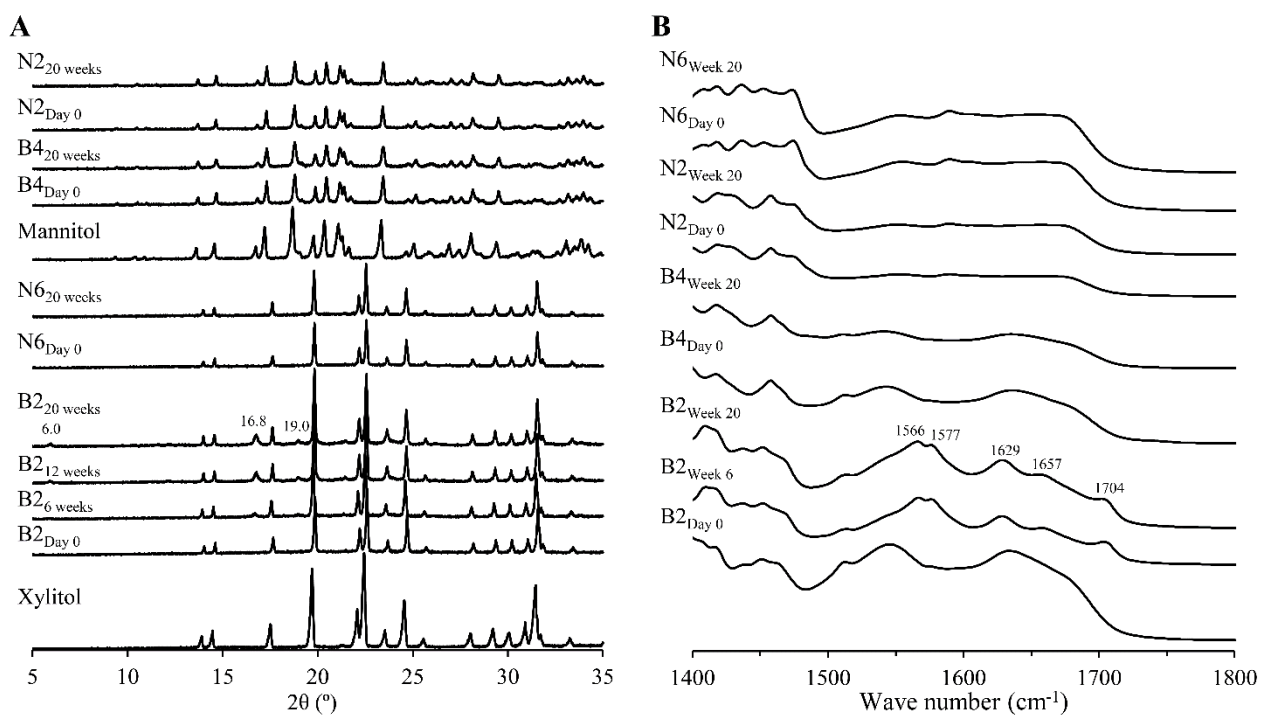 A
N2 20 weeks
N2 Day 0
B4 20 weeks
B4 Day 0
Mannitol
N6 20 weeks
N6 Day 0
B2 20 weeks
6.0
16.8
19.0
B2 12 weeks
B2 6 weeks
B2 Day 0
Xylitol
5 10 15 20 25 30 35
2θ (º)
B
N6 Week 20
N6 Day 0
N2 Week 20
N2 Day 0
B4 Week 20
B4 Day 0
B2 Week 20
1566
1577
1629
1657
1704
B2 Week 6
B2 Day 0
1400 1500 1600 1700 1800
Wave number (cm-1)